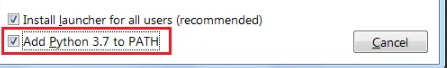 Install launcher for all users (recommended)
Add Python 3.7 to PATH
Cancel